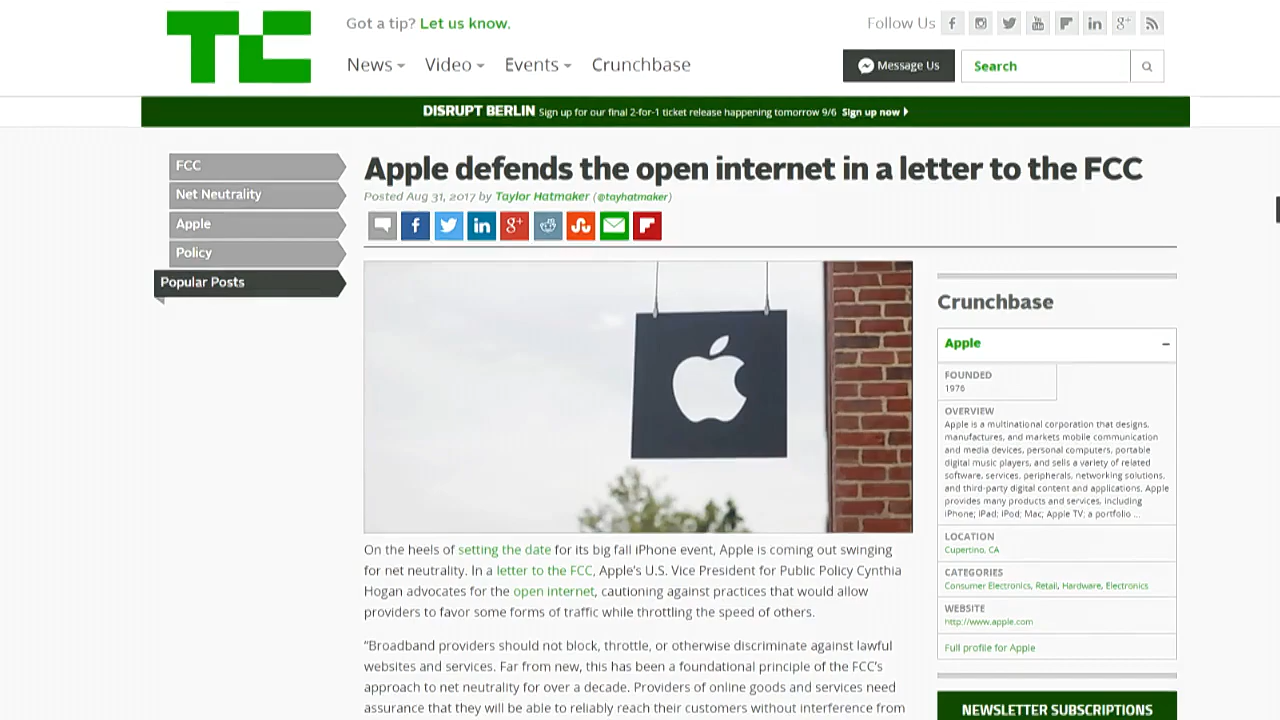 TC
Got a tip? Let us know.
Follow Us
News Video Events Crunchbase
Message Us
Search
DISRUPT BERLIN Sign up for our final 2-for-1 ticket release happening tomorrow 9/6 Sign up now
FCC
Net Neutrality
Apple
Policy
Popular Posts
Apple defends the open internet in a letter to the FCC
Posted Aug 31, 2017 by Taylor Hatmaker (@tayhatmaker)
On the heels of setting the date for its big fall iPhone event, Apple is coming out swinging
for net neutrality. In a letter to the FCC, Apple's U.S. Vice President for Public Policy Cynthia
Hogan advocates for the open internet, cautioning against practices that would allow
providers to favor some forms of traffic while throttling the speed of others.
"Broadband providers should not block, throttle, or otherwise discriminate against lawful
websites and services. Far from new, this has been a foundational principle of the FCC's
approach to net neutrality for over a decade. Providers of online goods and services need
assurance that they will be able to reliably reach their customers without interference from
Crunchbase
Apple
FOUNDED
1976
OVERVIEW
Apple is a multinational corporation that designs,
manufactures, and markets mobile communication
and media devices, personal computers, portable
digital music players, and sells a variety of related
software, services, peripherals, networking solutions,
and third-party digital content and applications. Apple
provides many products and services, including
iPhone; iPad; iPod; Mac; Apple TV; a portfolio ...
LOCATION
Cupertino, CA
CATEGORIES
Consumer Electronics, Retail, Hardware, Electronics
WEBSITE
http://www.apple.com
Full profile for Apple
NEWSLETTER SUBSCRIPTIONS